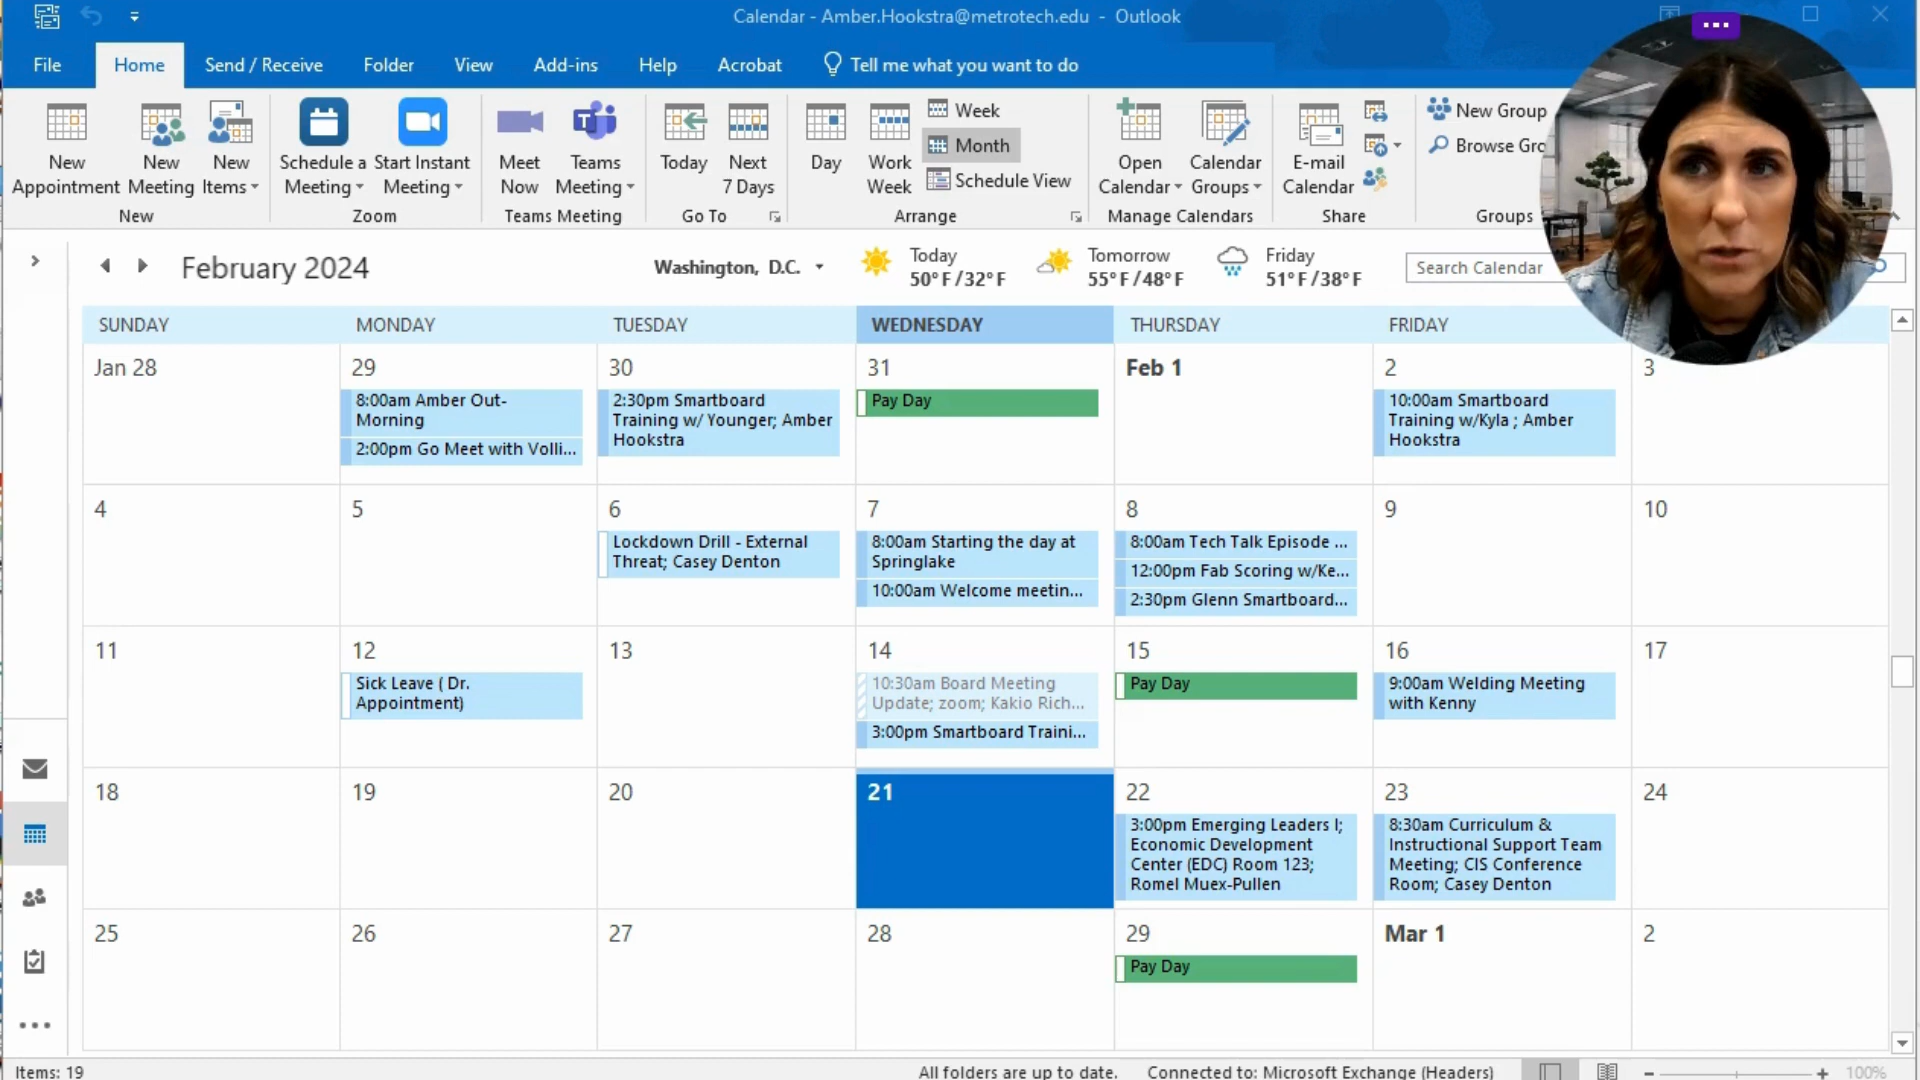 Calendar - Amber.Hookstra@metrotech.edu - Outlook
File Home Send / Receive Folder View Add-ins Help Acrobat Tell me what you want to do
New Appointment
New Meeting
New Items
New
Schedule a Meeting
Start Instant Meeting
Zoom
Meet Now
Teams Meeting
Teams Meeting
Today
Next 7 Days
Go To
Day
Work Week
Week
Month
Schedule View
Arrange
Open Calendar
Calendar Groups
Manage Calendars
E-mail Calendar
Share
New Group
Browse Gro
Groups
February 2024
Washington, D.C.
Today
50°F/32°F
Tomorrow
55°F/48°F
Friday
51°F/38°F
Search Calendar
SUNDAY MONDAY TUESDAY WEDNESDAY THURSDAY FRIDAY
Jan 28
29
8:00am Amber Out-
Morning
2:00pm Go Meet with Volli...
30
2:30pm Smartboard
Training w/ Younger; Amber
Hookstra
31
Pay Day
Feb 1
2
10:00am Smartboard
Training w/Kyla ; Amber
Hookstra
3
4
5
6
Lockdown Drill - External
Threat; Casey Denton
7
8:00am Starting the day at
Springlake
10:00am Welcome meetin...
8
8:00am Tech Talk Episode ...
12:00pm Fab Scoring w/Ke...
2:30pm Glenn Smartboard...
9
10
11
12
Sick Leave ( Dr.
Appointment)
13
14
10:30am Board Meeting
Update; zoom; Kakio Rich...
3:00pm Smartboard Traini...
15
Pay Day
16
9:00am Welding Meeting
with Kenny
17
18
19
20
21
22
3:00pm Emerging Leaders I;
Economic Development
Center (EDC) Room 123;
Romel Muex-Pullen
23
8:30am Curriculum &
Instructional Support Team
Meeting; CIS Conference
Room; Casey Denton
24
25
26
27
28
29
Pay Day
Mar 1
2
Items: 19
All folders are up to date. Connected to: Microsoft Exchange (Headers)
100%